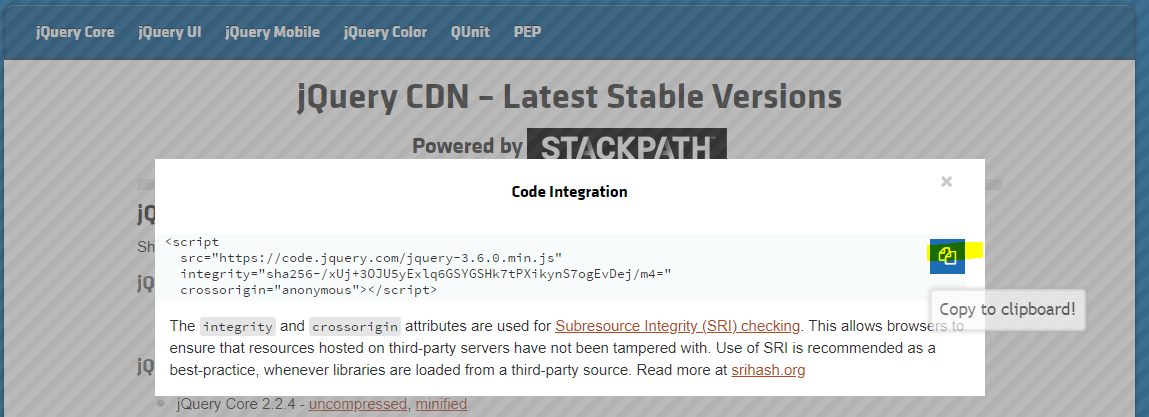 jQuery Core jQuery UI jQuery Mobile jQuery Color QUnit PEP
jQuery CDN – Latest Stable Versions
Powered by STACKPATH
Code Integration
×
jQ
Sh
<script
src="https://code.jquery.com/jquery-3.6.0.min.js"
integrity="sha256-/xUj+3OJU5yExlq6GSYGSHk7tPXikynS7ogEvDej/m4="
crossorigin="anonymous"></script>
jQ
Copy to clipboard!
The integrity and crossorigin attributes are used for Subresource Integrity (SRI) checking. This allows browsers to
ensure that resources hosted on third-party servers have not been tampered with. Use of SRI is recommended as a
best-practice, whenever libraries are loaded from a third-party source. Read more at srihash.org
jQ
jQuery Core 2.2.4 - uncompressed, minified